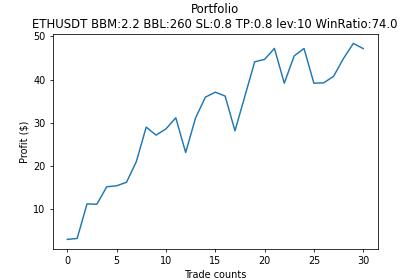 Portfolio
ETHUSDT BBM:2.2 BBL:260 SL:0.8 TP:0.8 lev:10 WinRatio:74.0
50
40
30
20
10
Profit ($)
0 5 10 15 20 25 30
Trade counts